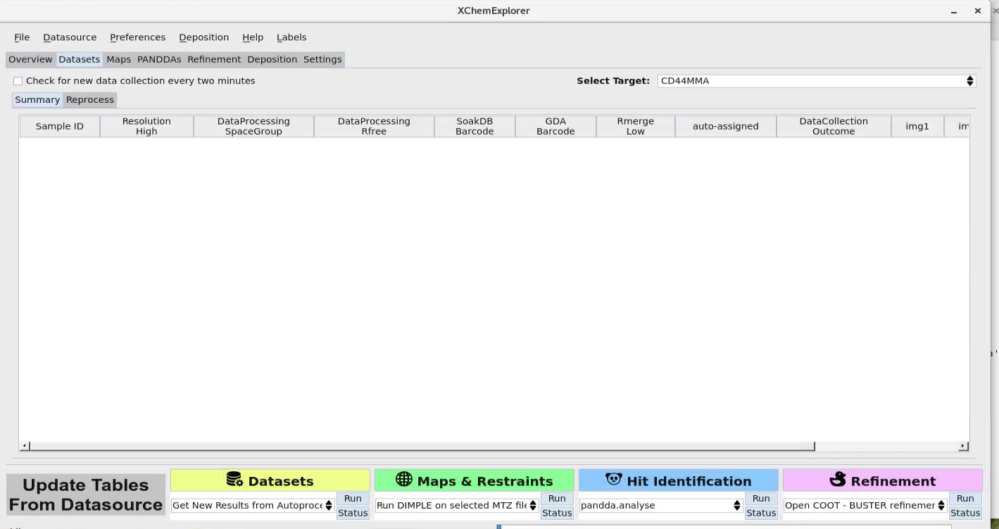 XChemExplorer
File Datasource Preferences Deposition Help Labels
Overview Datasets Maps PANDDAs Refinement Deposition Settings
Check for new data collection every two minutes Select Target: CD44MMA
Summary Reprocess
Sample ID
Resolution
High
DataProcessing
SpaceGroup
DataProcessing
Rfree
SoakDB
Barcode
GDA
Barcode
Rmerge
Low
auto-assigned
DataCollection
Outcome
img1
im
Update Tables
From Datasource
Datasets
Get New Results from Autoproce
Run
Status
Maps & Restraints
Run DIMPLE on selected MTZ file
Run
Status
Hit Identification
pandda.analyse
Run
Status
Refinement
Open COOT - BUSTER refinemer
Run
Status